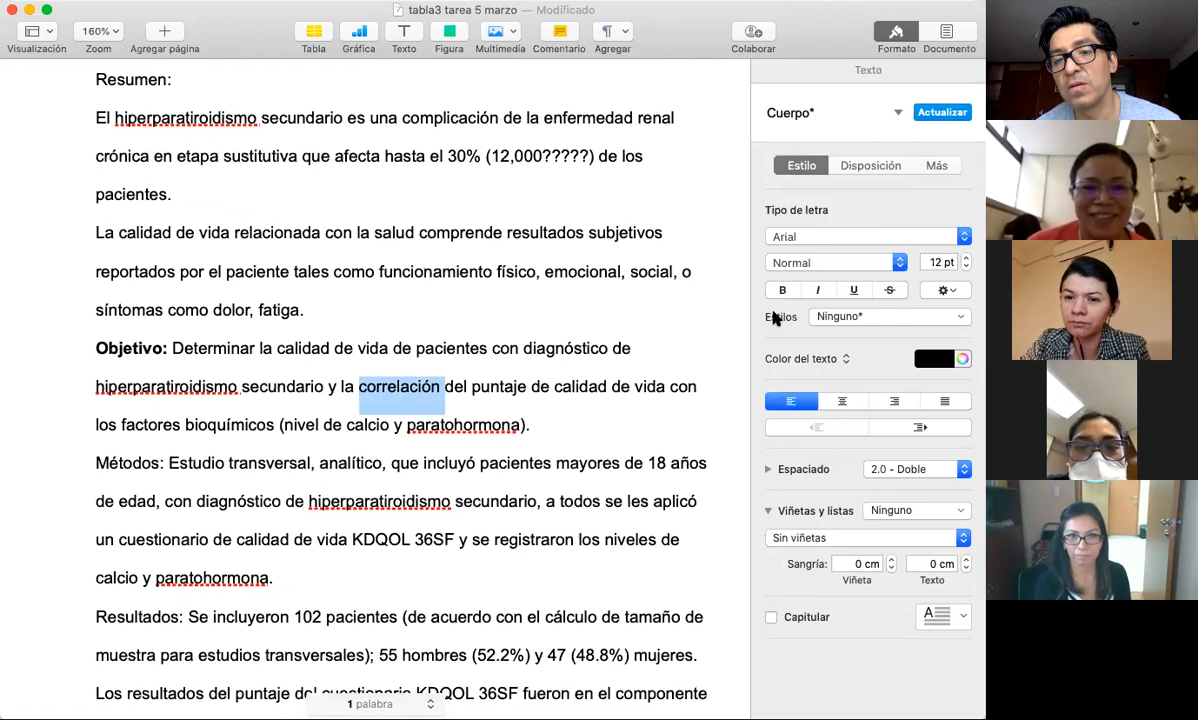 tabla3 tarea 5 marzo — Modificado
160%
Visualización Zoom Agregar página Tabla Gráfica Texto Figura Multimedia Comentario Agregar Colaborar Formato Documento
Resumen:
El hiperparatiroidismo secundario es una complicación de la enfermedad renal
crónica en etapa sustitutiva que afecta hasta el 30% (12,000?????) de los
pacientes.
La calidad de vida relacionada con la salud comprende resultados subjetivos
reportados por el paciente tales como funcionamiento físico, emocional, social, o
síntomas como dolor, fatiga.
Objetivo: Determinar la calidad de vida de pacientes con diagnóstico de
hiperparatiroidismo secundario y la correlación del puntaje de calidad de vida con
los factores bioquímicos (nivel de calcio y paratohormona).
Métodos: Estudio transversal, analítico, que incluyó pacientes mayores de 18 años
de edad, con diagnóstico de hiperparatiroidismo secundario, a todos se les aplicó
un cuestionario de calidad de vida KDQOL 36SF y se registraron los niveles de
calcio y paratohormona.
Resultados: Se incluyeron 102 pacientes (de acuerdo con el cálculo de tamaño de
muestra para estudios transversales); 55 hombres (52.2%) y 47 (48.8%) mujeres.
Los resultados del puntaje del cuestionario KDQOL 36SF fueron en el componente
1 palabra
Texto
Cuerpo* Actualizar
Estilo Disposición Más
Tipo de letra
Arial
Normal 12 pt
B I U S
Estilos Ninguno*
Color del texto
Espaciado 2.0 - Doble
Viñetas y listas Ninguno
Sin viñetas
Sangría: 0 cm 0 cm
Viñeta Texto
Capitular A